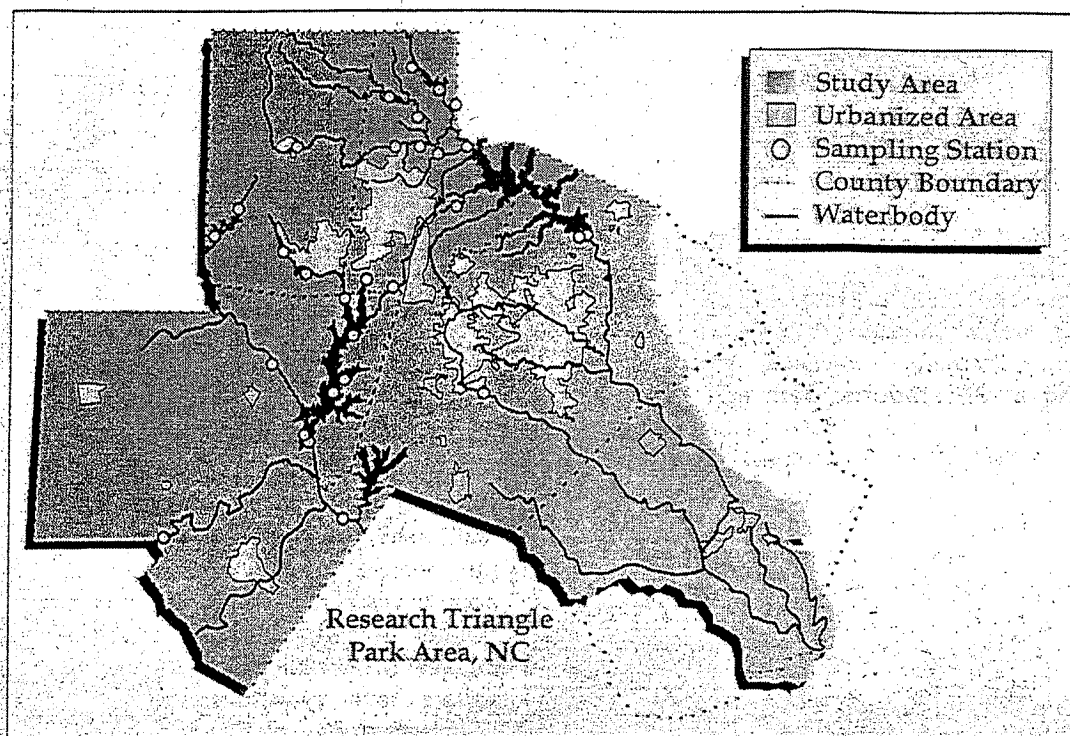 Study Area
Urbanized Area
Sampling Station
County Boundary
Waterbody
Research Triangle
Park Area, NC